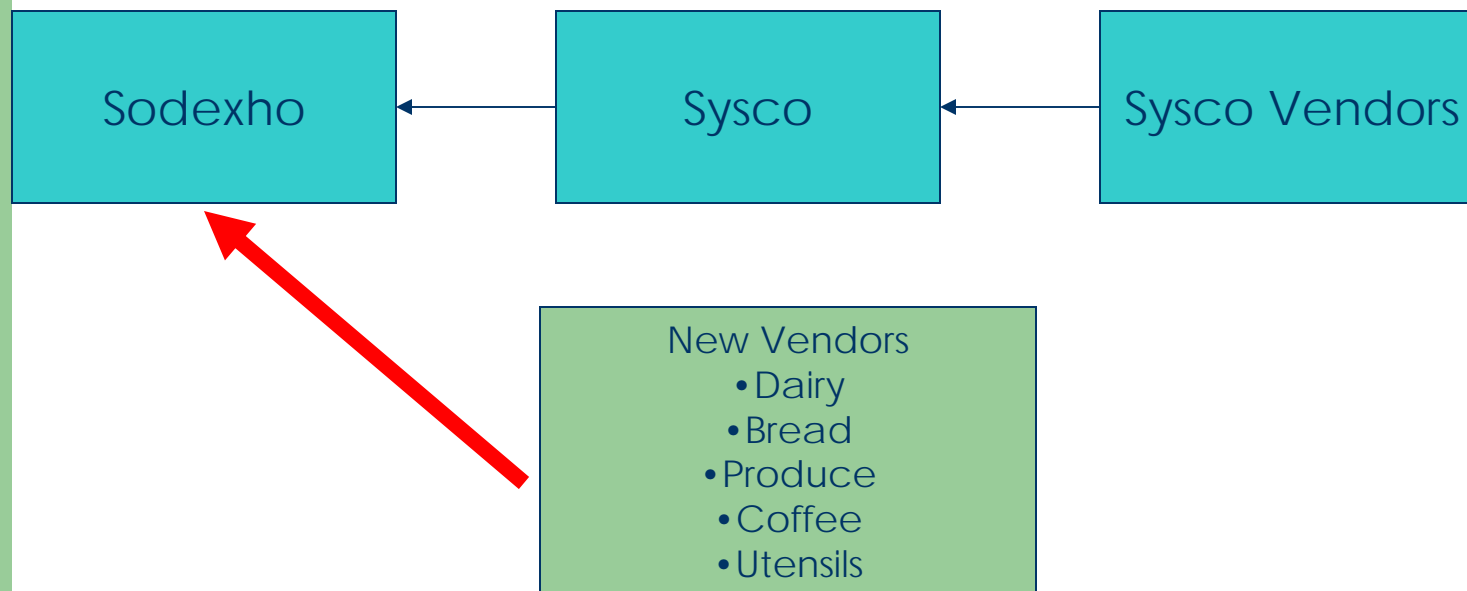 Sodexho
Sysco
Sysco Vendors
New Vendors
•Dairy
•Bread
•Produce
•Coffee
•Utensils